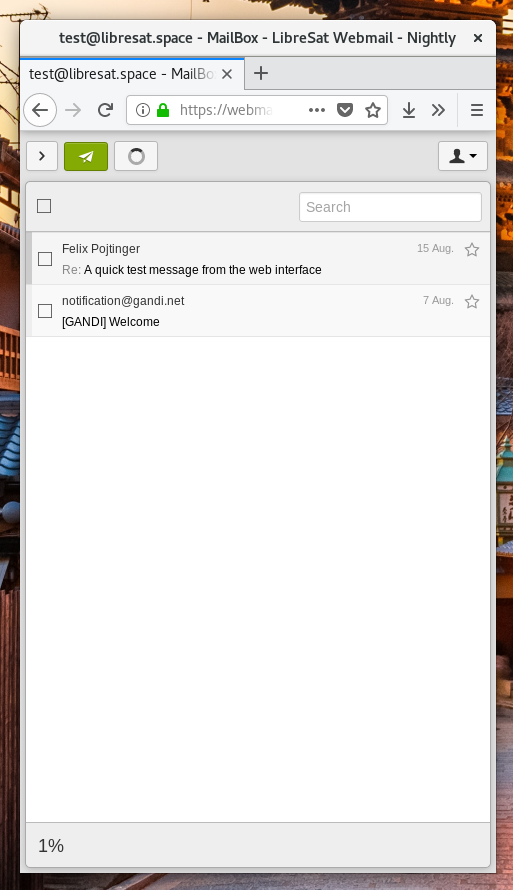 test@libresat.space - MailBox - LibreSat Webmail - Nightly
test@libresat.space - MailBo
https://webma
Search
Felix Pojtinger
15 Aug.
Re: A quick test message from the web interface
notification@gandi.net
7 Aug.
[GANDI] Welcome
1%